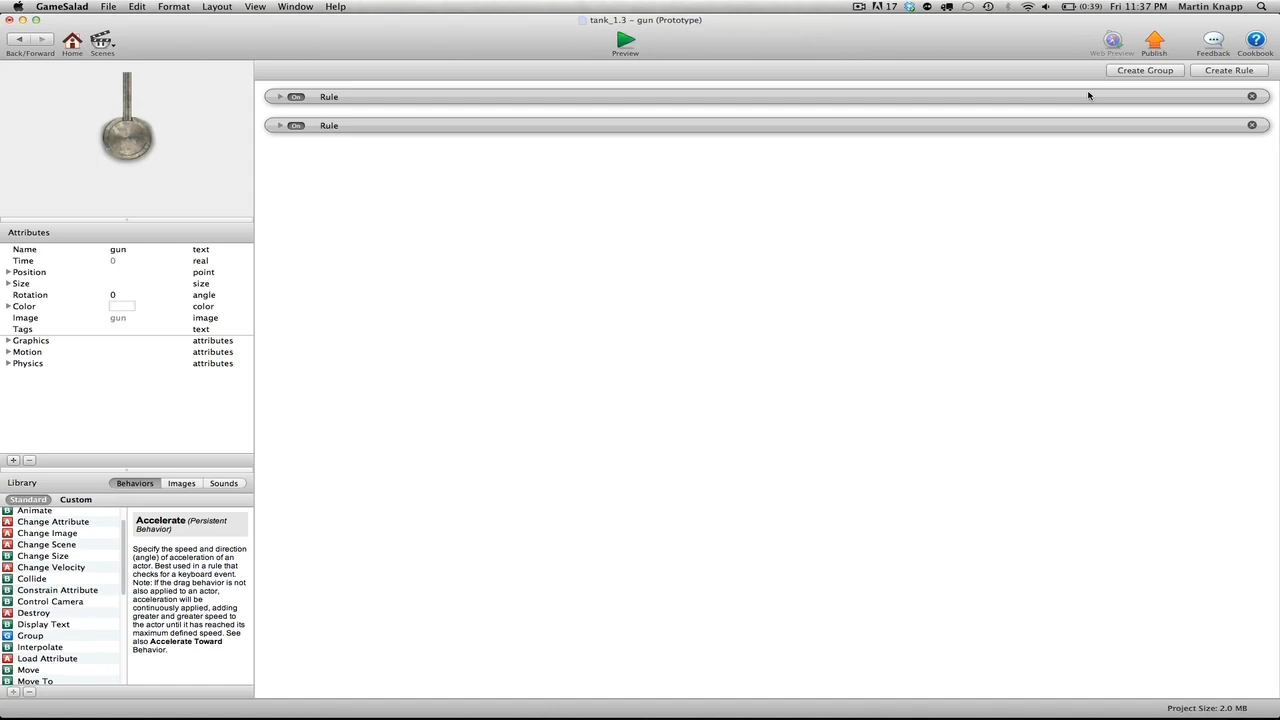 GameSalad File Edit Format Layout View Window Help 17 (0:39) Fri 11:37 PM Martin Knapp
tank_1.3 – gun (Prototype)
Back/Forward Home Scenes Preview Web Preview Publish Feedback Cookbook
Create Group Create Rule
On Rule
On Rule
Attributes
Name gun text
Time 0 real
Position point
Size size
Rotation 0 angle
Color color
Image gun image
Tags text
Graphics attributes
Motion attributes
Physics attributes
Library Behaviors Images Sounds
Standard Custom
B Animate
A Change Attribute
A Change Image
A Change Scene
B Change Size
A Change Velocity
B Collide
B Constrain Attribute
B Control Camera
A Destroy
B Display Text
G Group
B Interpolate
A Load Attribute
B Move
B Move To
Accelerate (Persistent
Behavior)
Specify the speed and direction
(angle) of acceleration of an
actor. Best used in a rule that
checks for a keyboard event.
Note: If the drag behavior is not
also applied to an actor,
acceleration will be
continuously applied, adding
greater and greater speed to
the actor until it has reached its
maximum defined speed. See
also Accelerate Toward
Behavior.
Project Size: 2.0 MB